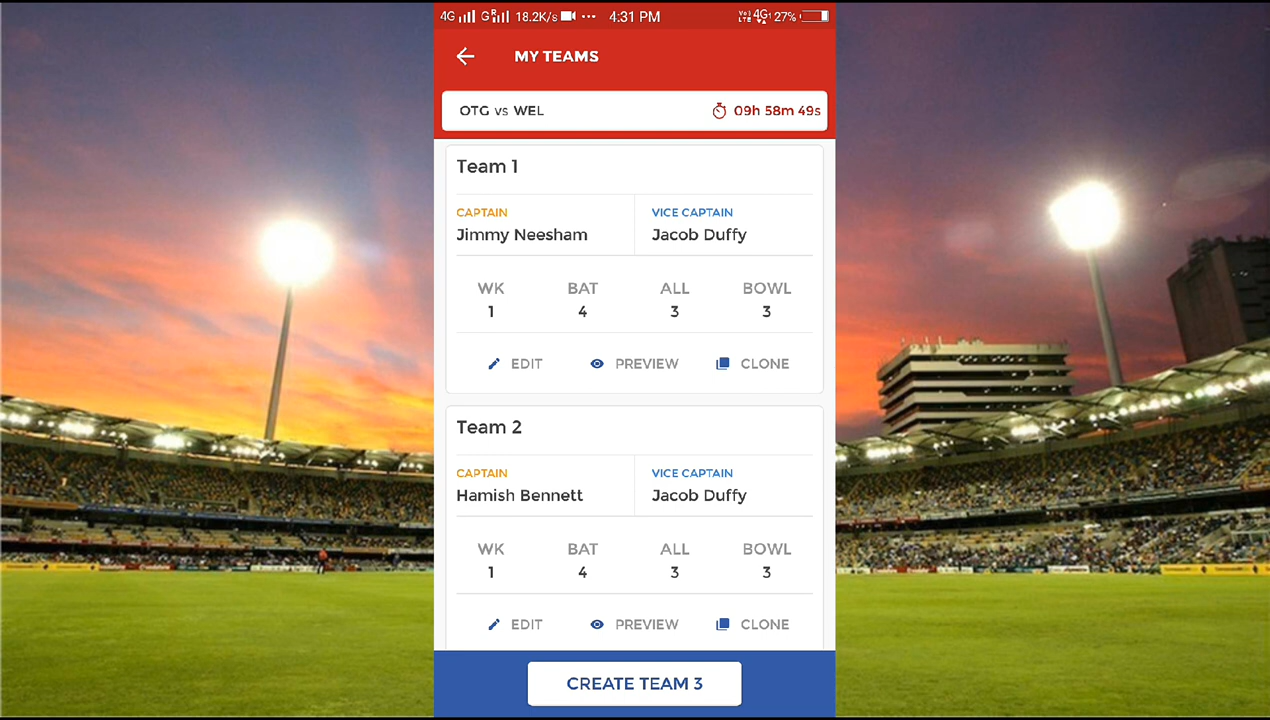 4G G R 18.2K/s ••• 4:31 PM VoLTE 4G 27%
MY TEAMS
OTG vs WEL 09h 58m 49s
Team 1
CAPTAIN VICE CAPTAIN
Jimmy Neesham Jacob Duffy
WK BAT ALL BOWL
1 4 3 3
EDIT PREVIEW CLONE
Team 2
CAPTAIN VICE CAPTAIN
Hamish Bennett Jacob Duffy
WK BAT ALL BOWL
1 4 3 3
EDIT PREVIEW CLONE
CREATE TEAM 3